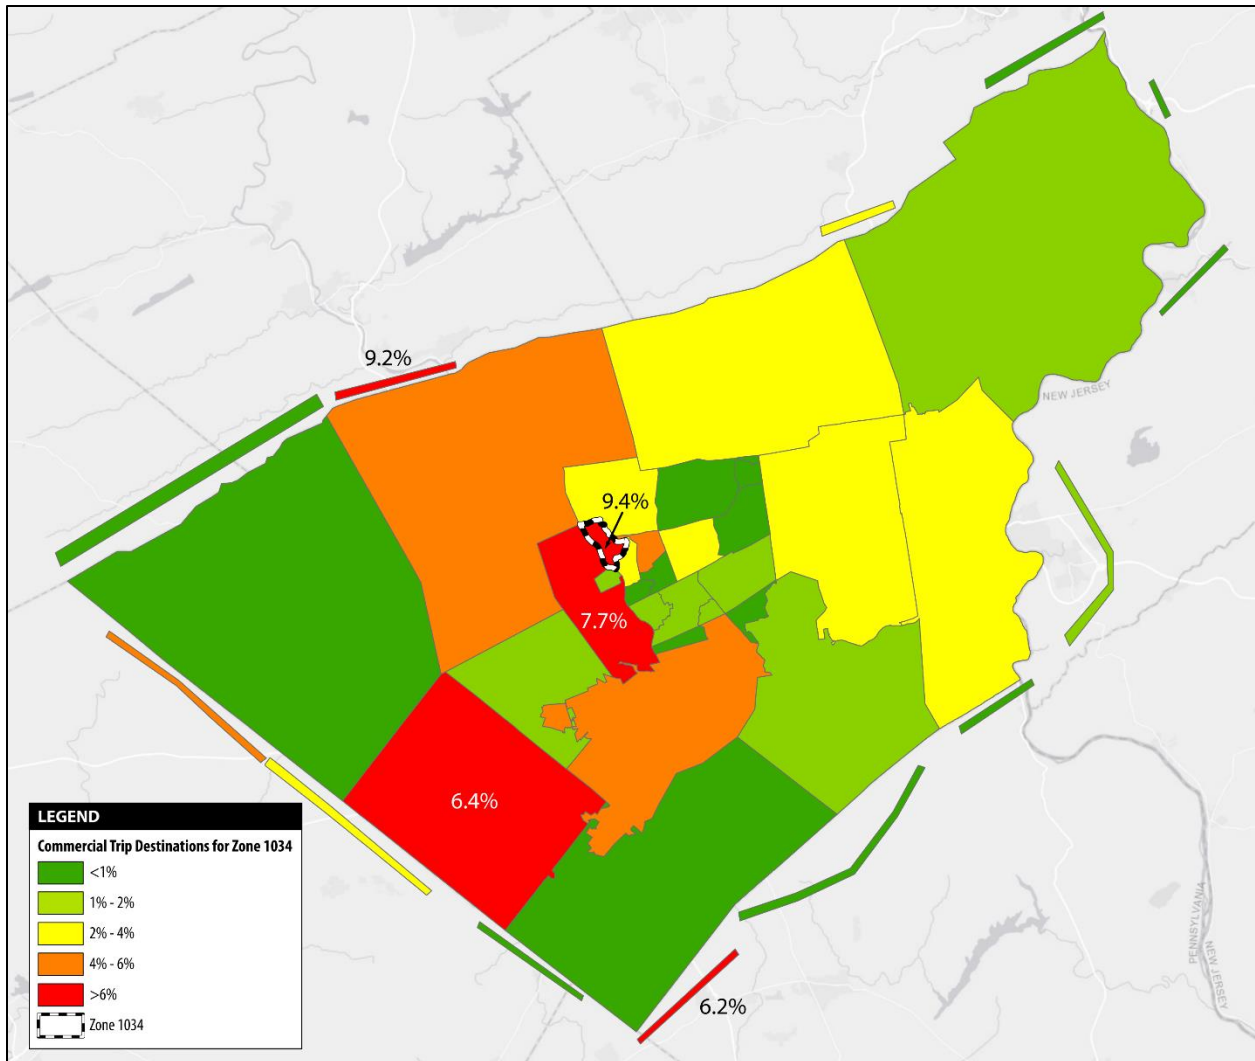 9.2%
NEW JERSEY
9.4%
7.7%
6.4%
6.2%
PENNSYLVANIA
NEW JERSEY
LEGEND
Commercial Trip Destinations for Zone 1034
<1%
1% - 2%
2% - 4%
4% - 6%
>6%
Zone 1034